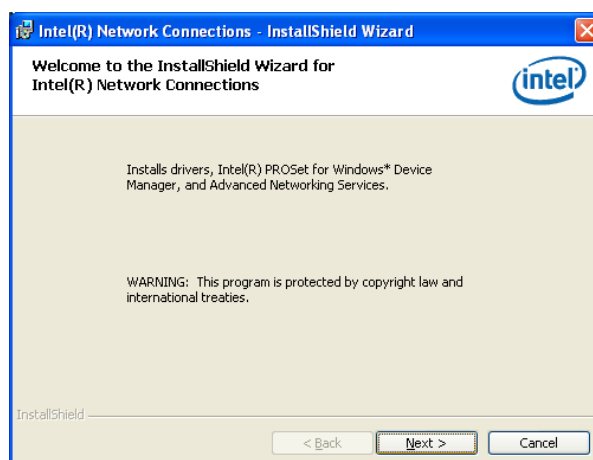 Intel(R) Network Connections - InstallShield Wizard
Welcome to the InstallShield Wizard for
Intel(R) Network Connections
intel
Installs drivers, Intel(R) PROSet for Windows* Device
Manager, and Advanced Networking Services.
WARNING: This program is protected by copyright law and
international treaties.
InstallShield
< Back
Next >
Cancel